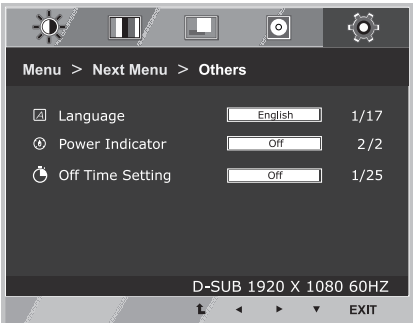 Menu > Next Menu > Others
Language English 1/17
Power Indicator Off 2/2
Off Time Setting Off 1/25
D-SUB 1920 X 1080 60HZ
EXIT